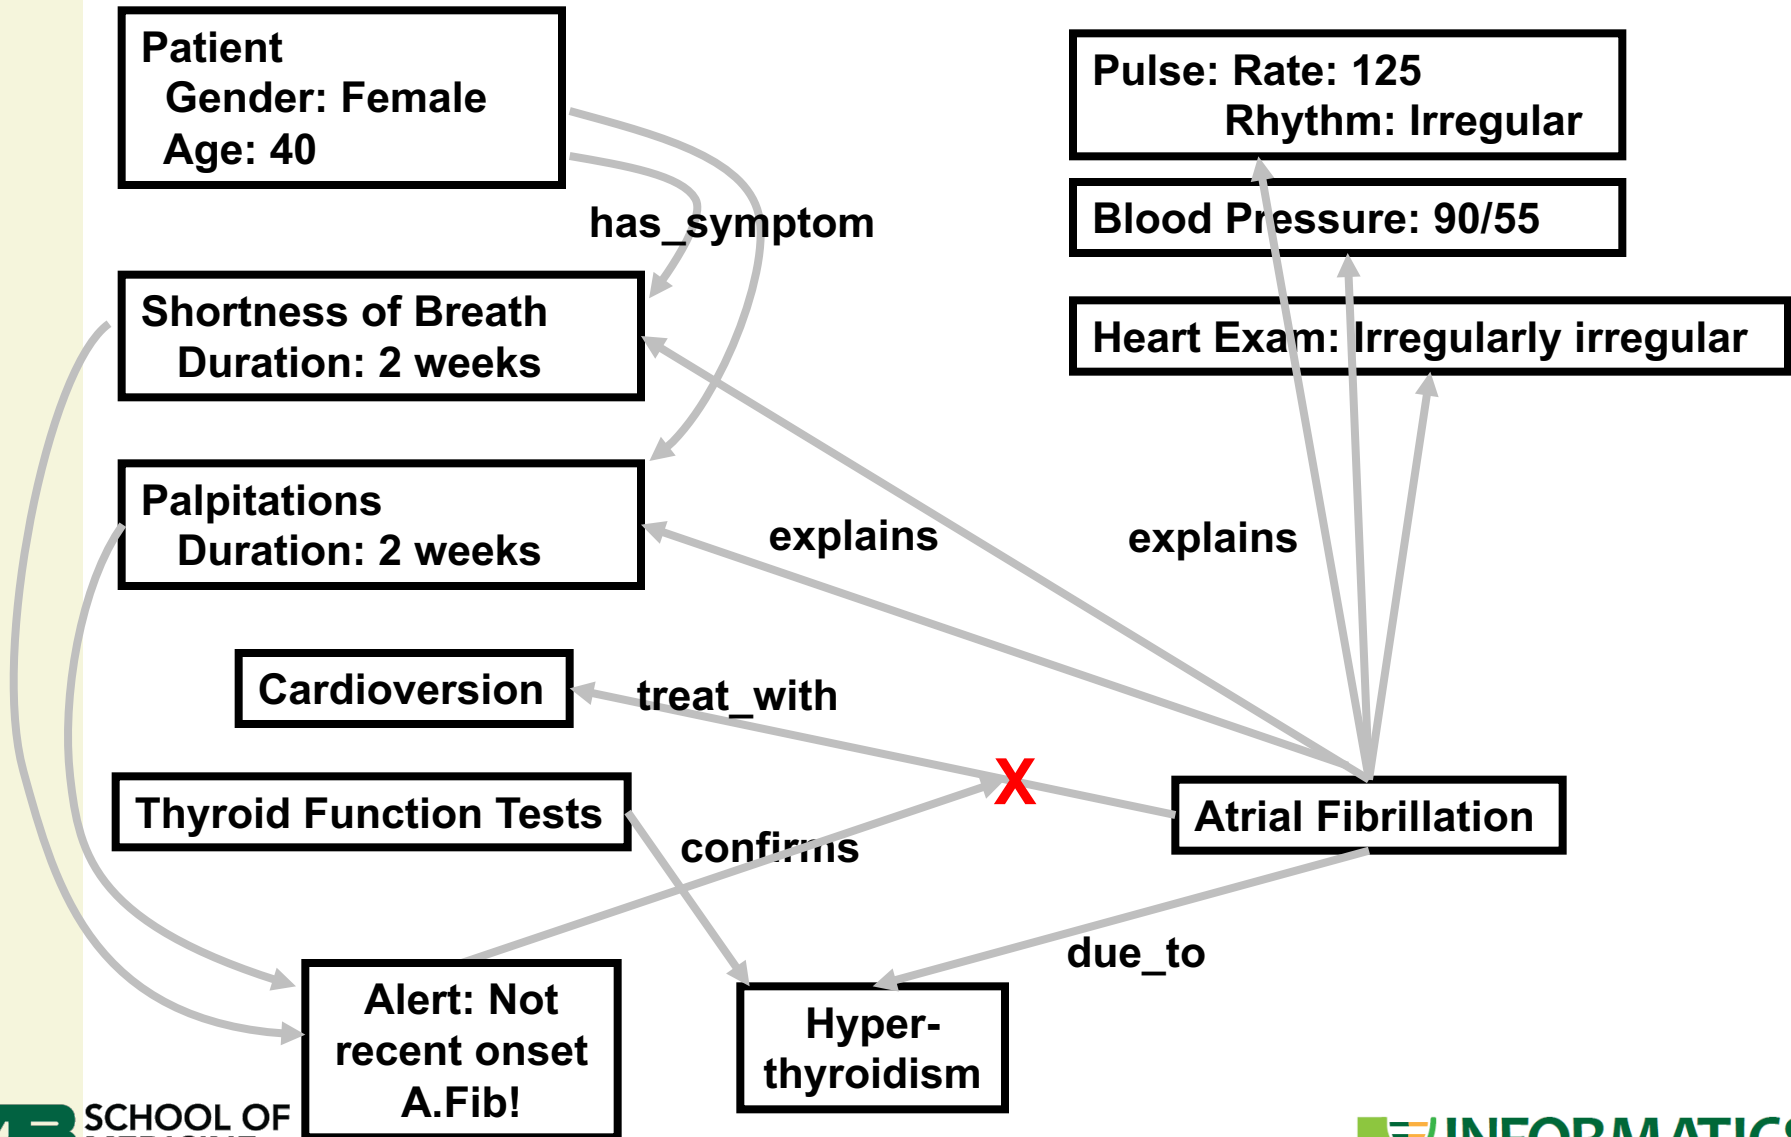 Patient
Gender: Female
Age: 40
Pulse: Rate: 125
Rhythm: Irregular
Blood Pressure: 90/55
has_symptom
Shortness of Breath
Duration: 2 weeks
Heart Exam: Irregularly irregular
Palpitations
Duration: 2 weeks
explains
explains
Cardioversion
treat_with
X
Thyroid Function Tests
confirms
Atrial Fibrillation
due_to
Alert: Not
recent onset
A.Fib!
Hyper-
thyroidism
SCHOOL OF
MEDICINE
INFORMATICS